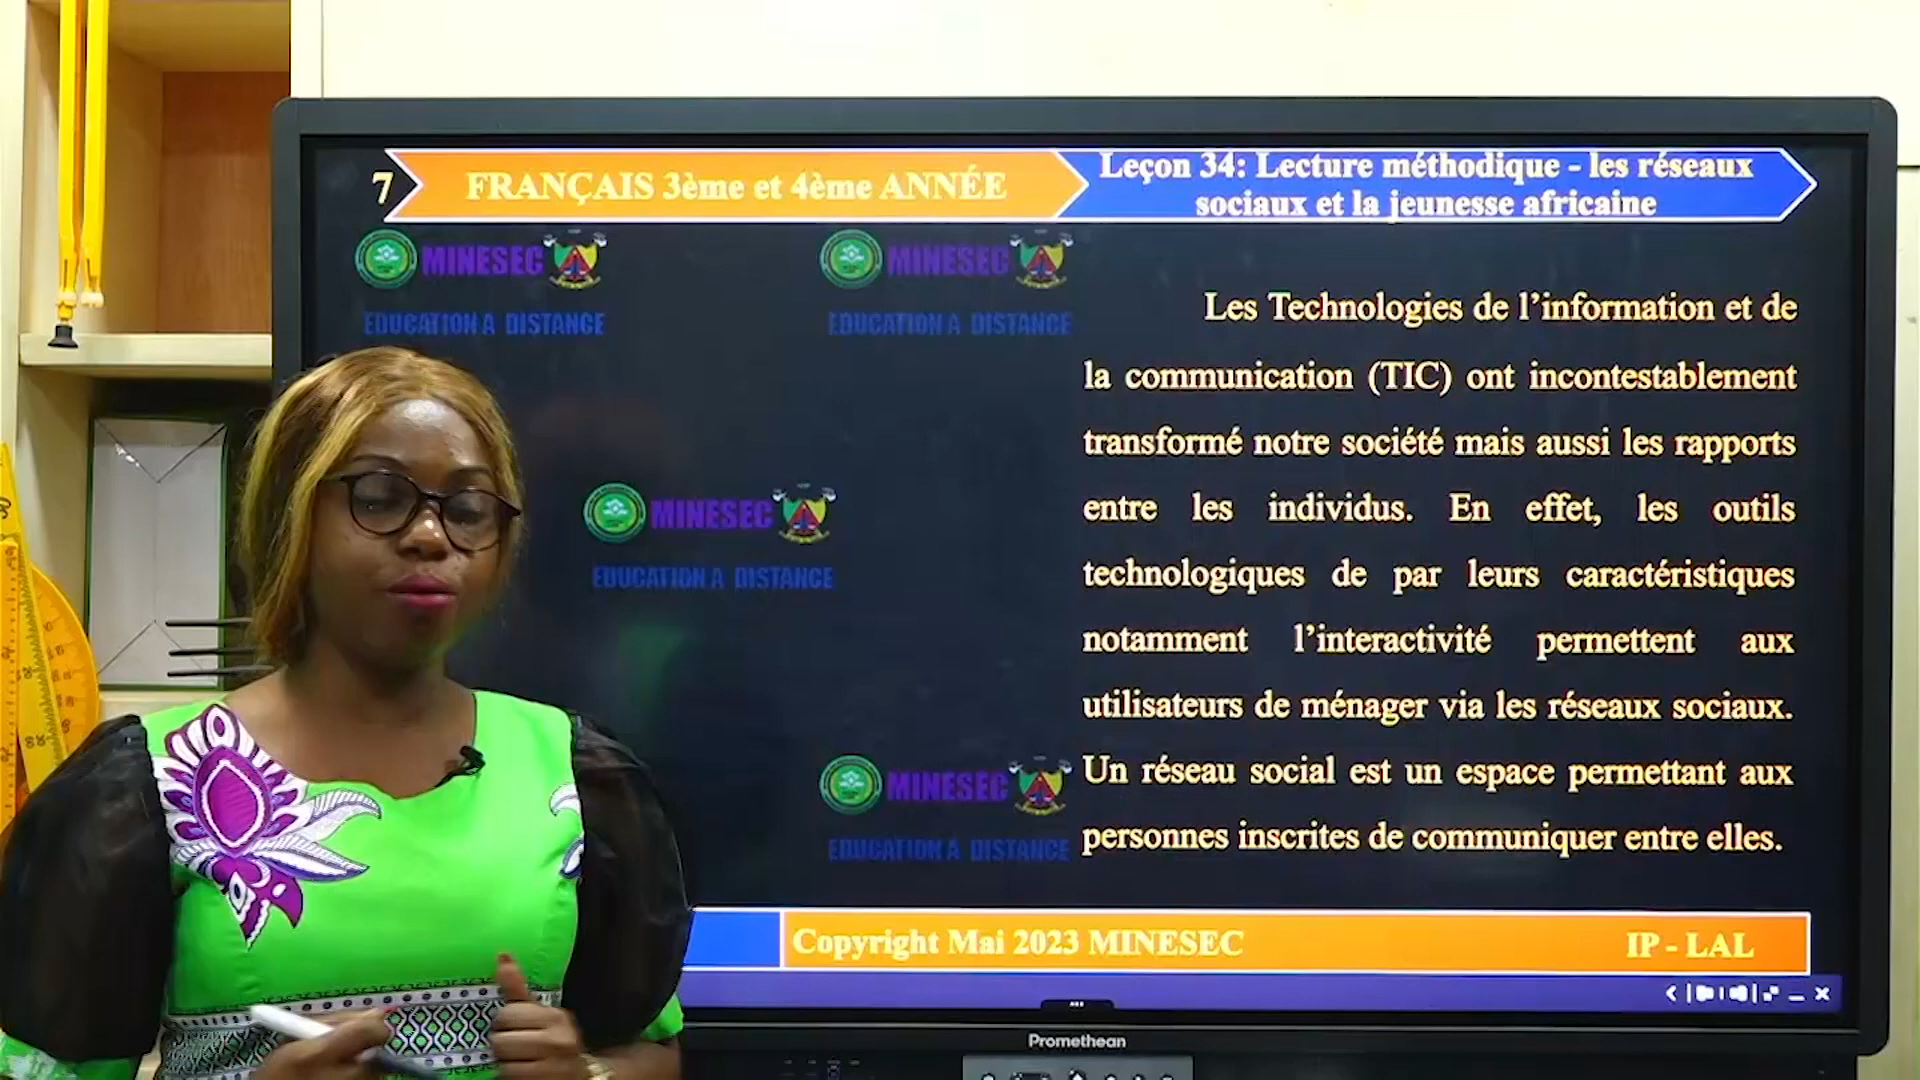 7
FRANÇAIS 3ème et 4ème ANNÉE
Leçon 34: Lecture méthodique - les réseaux
sociaux et la jeunesse africaine
MINESEC
EDUCATION A DISTANCE
MINESEC
EDUCATION A DISTANCE
Les Technologies de l’information et de
la communication (TIC) ont incontestablement
transformé notre société mais aussi les rapports
entre les individus. En effet, les outils
technologiques de par leurs caractéristiques
notamment l’interactivité permettent aux
utilisateurs de ménager via les réseaux sociaux.
Un réseau social est un espace permettant aux
personnes inscrites de communiquer entre elles.
MINESEC
EDUCATION A DISTANCE
MINESEC
EDUCATION A DISTANCE
Copyright Mai 2023 MINESEC
IP - LAL
Promethean